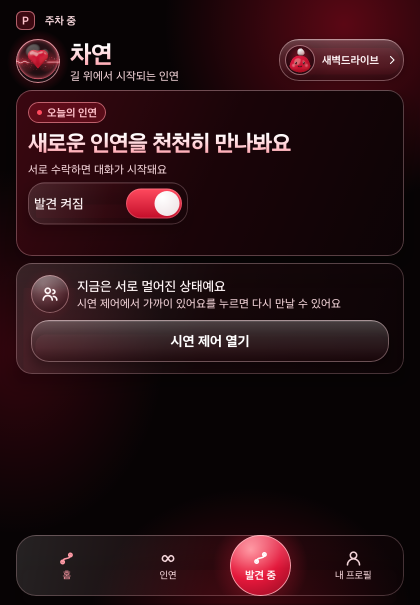 P 주차 중
차연
길 위에서 시작되는 인연
새벽드라이브
오늘의 인연
새로운 인연을 천천히 만나봐요
서로 수락하면 대화가 시작돼요
발견 켜짐
지금은 서로 멀어진 상태예요
시연 제어에서 가까이 있어요를 누르면 다시 만날 수 있어요
시연 제어 열기
홈 인연 발견 중 내 프로필